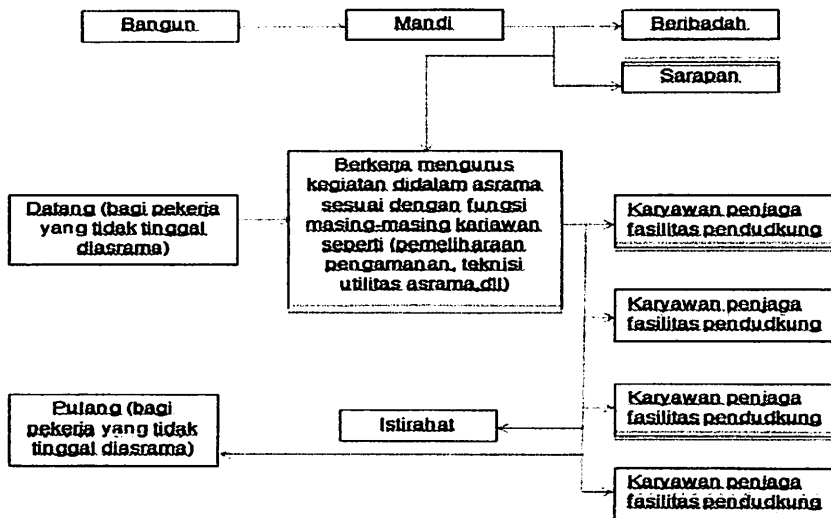 Bangun
Mandi
Beribadah
Sarapan
Berkerja mengurus
kegiatan didalam asrama
sesuai dengan fungsi
masing-masing kariawan
seperti (pemeliharaan
pengamanan, teknisi
utilitas asrama,dll)
Datang (bagi pekerja
yang tidak tinggal
diasrama)
Karyawan penjaga
fasilitas pendudkung
Karyawan penjaga
fasilitas pendudkung
Karyawan penjaga
fasilitas pendudkung
Karyawan penjaga
fasilitas pendudkung
Istirahat
Pulang (bagi
pekerja yang tidak
tinggal diasrama)